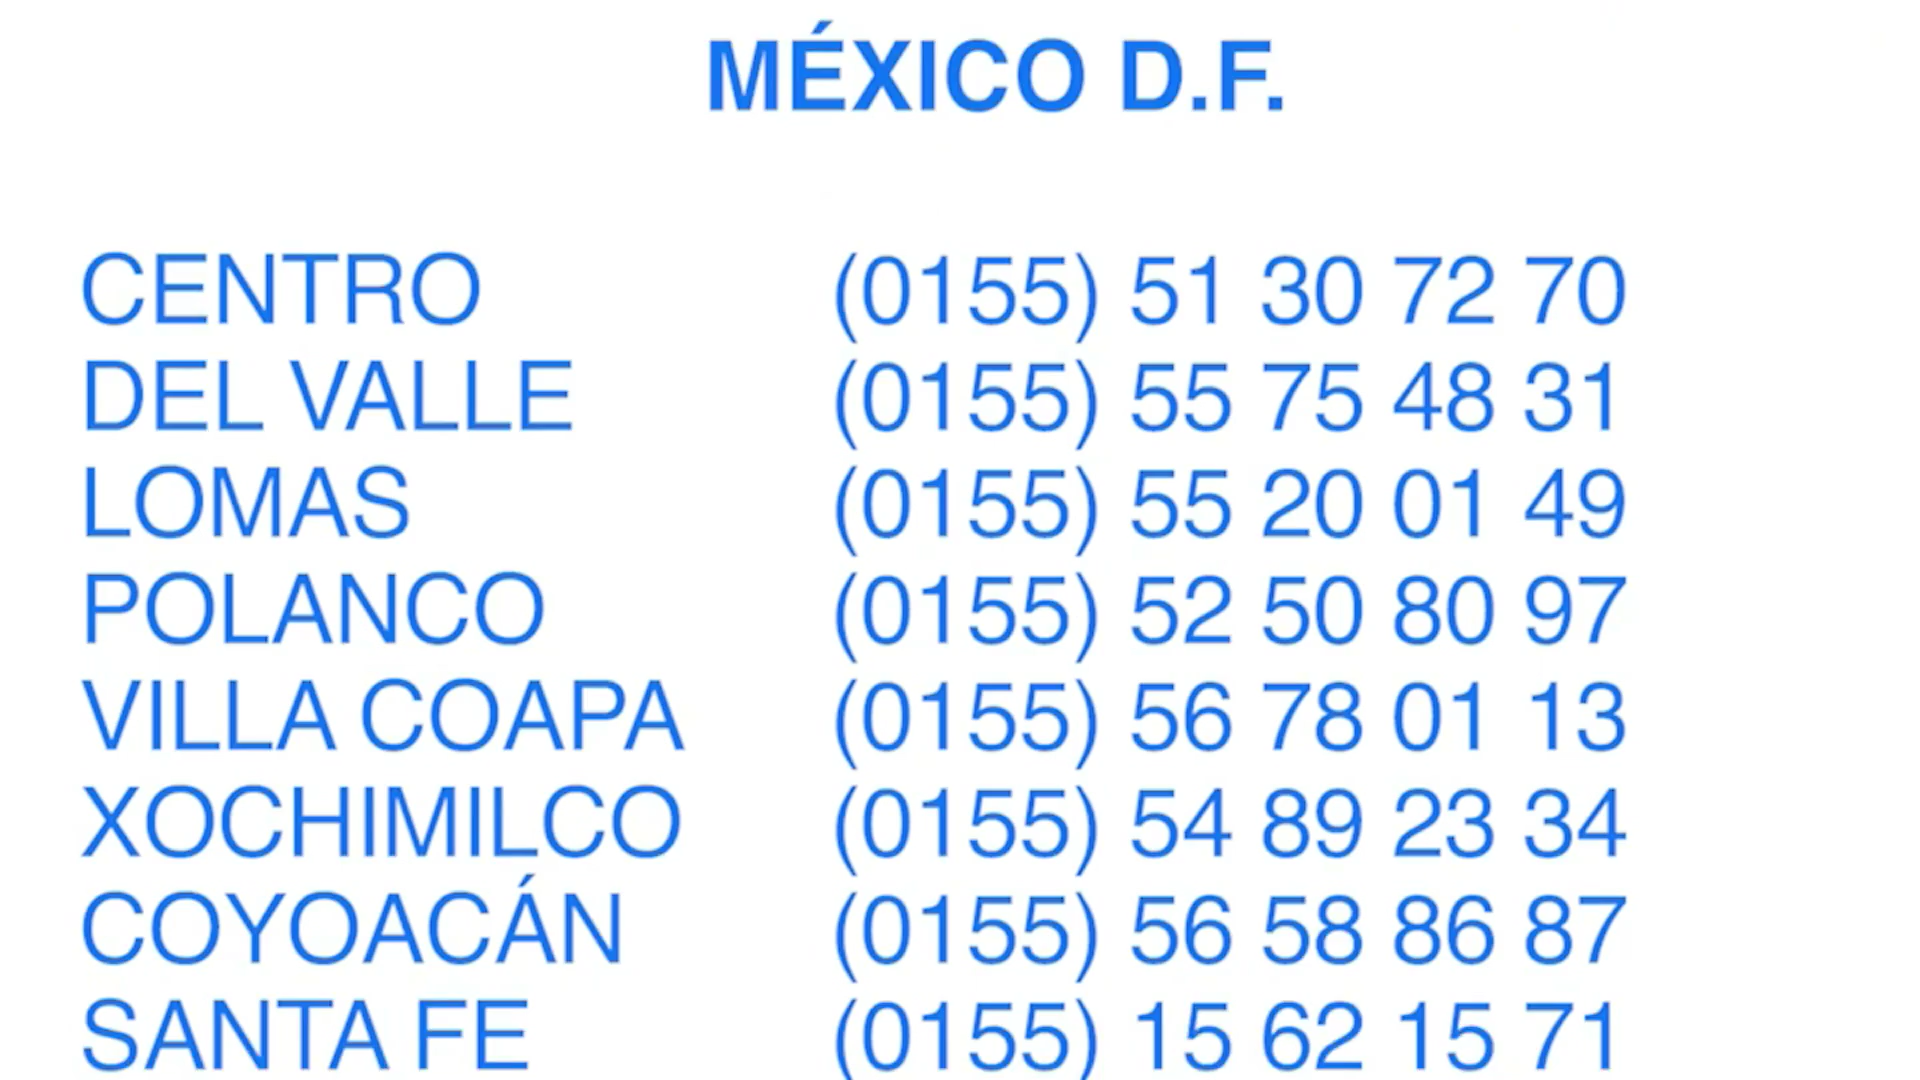 MÉXICO D.F.
CENTRO (0155) 51 30 72 70
DEL VALLE (0155) 55 75 48 31
LOMAS (0155) 55 20 01 49
POLANCO (0155) 52 50 80 97
VILLA COAPA (0155) 56 78 01 13
XOCHIMILCO (0155) 54 89 23 34
COYOACÁN (0155) 56 58 86 87
SANTA FE (0155) 15 62 15 71